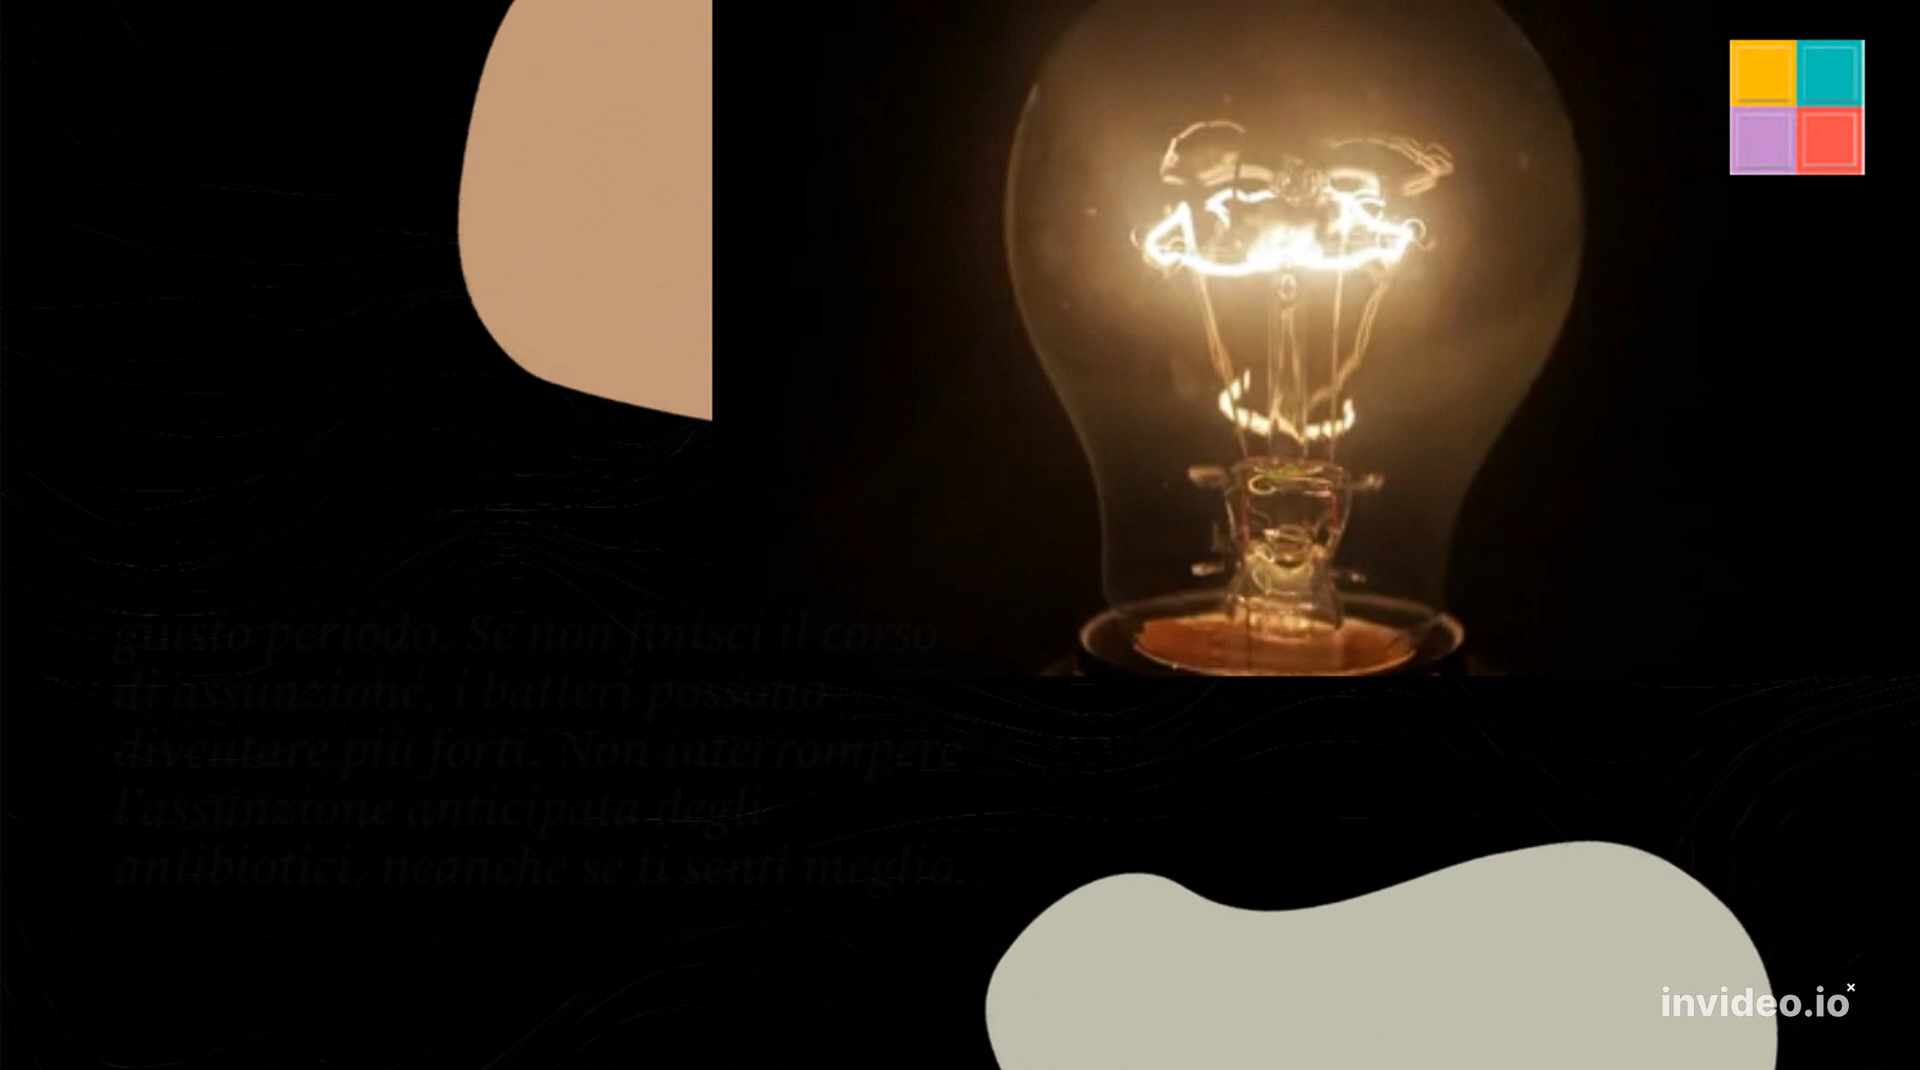 giusto periodo. Se non finisci il corso
di assunzione, i batteri possono
diventare più forti. Non interrompere
l'assunzione anticipata degli
antibiotici, neanche se ti senti meglio.
invideo.io